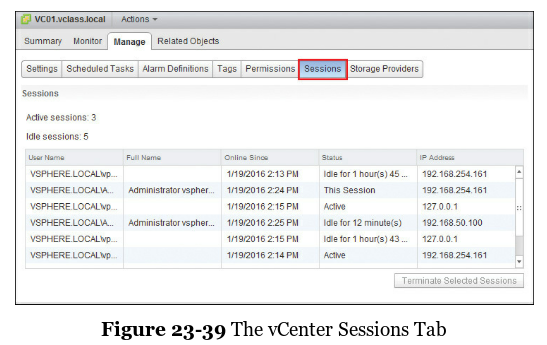 VC01.vclass.local Actions
Summary Monitor Manage Related Objects
Settings Scheduled Tasks Alarm Definitions Tags Permissions Sessions Storage Providers
Sessions
Active sessions: 3
Idle sessions: 5
User Name Full Name Online Since Status IP Address
VSPHERE.LOCAL\vp... 1/19/2016 2:13 PM Idle for 1 hour(s) 45 ... 192.168.254.161
VSPHERE.LOCAL\A... Administrator vspher... 1/19/2016 2:24 PM This Session 192.168.254.161
VSPHERE.LOCAL\vp... 1/19/2016 2:15 PM Active 127.0.0.1
VSPHERE.LOCAL\A... Administrator vspher... 1/19/2016 2:25 PM Idle for 12 minute(s) 192.168.50.100
VSPHERE.LOCAL\vp... 1/19/2016 2:15 PM Idle for 1 hour(s) 43 ... 127.0.0.1
VSPHERE.LOCAL\vp... 1/19/2016 2:14 PM Active 192.168.254.161
Terminate Selected Sessions
Figure 23-39 The vCenter Sessions Tab